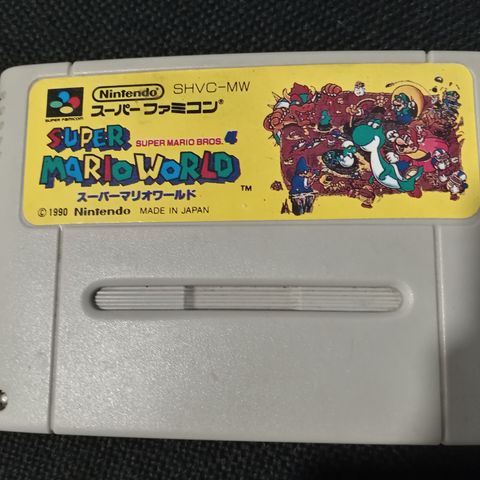 Nintendo® SHVC-MW
SUPER FAMICOM
スーパーファミコン®
SUPER
SUPER MARIO BROS. 4
MARIO WORLD
™
スーパーマリオワールド
© 1990 Nintendo MADE IN JAPAN